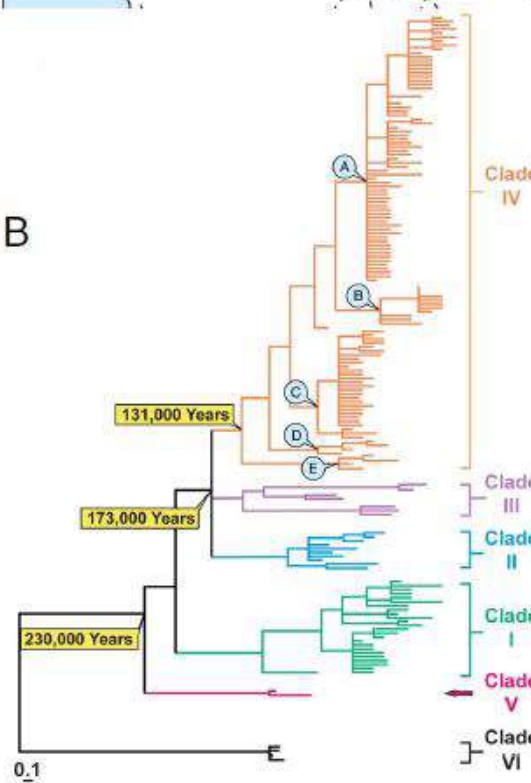 Clade
IV
A
B
B
C
131,000 Years
D
E
Clade
III
173,000 Years
Clade
II
Clade
I
230,000 Years
Clade
V
Clade
VI
0.1